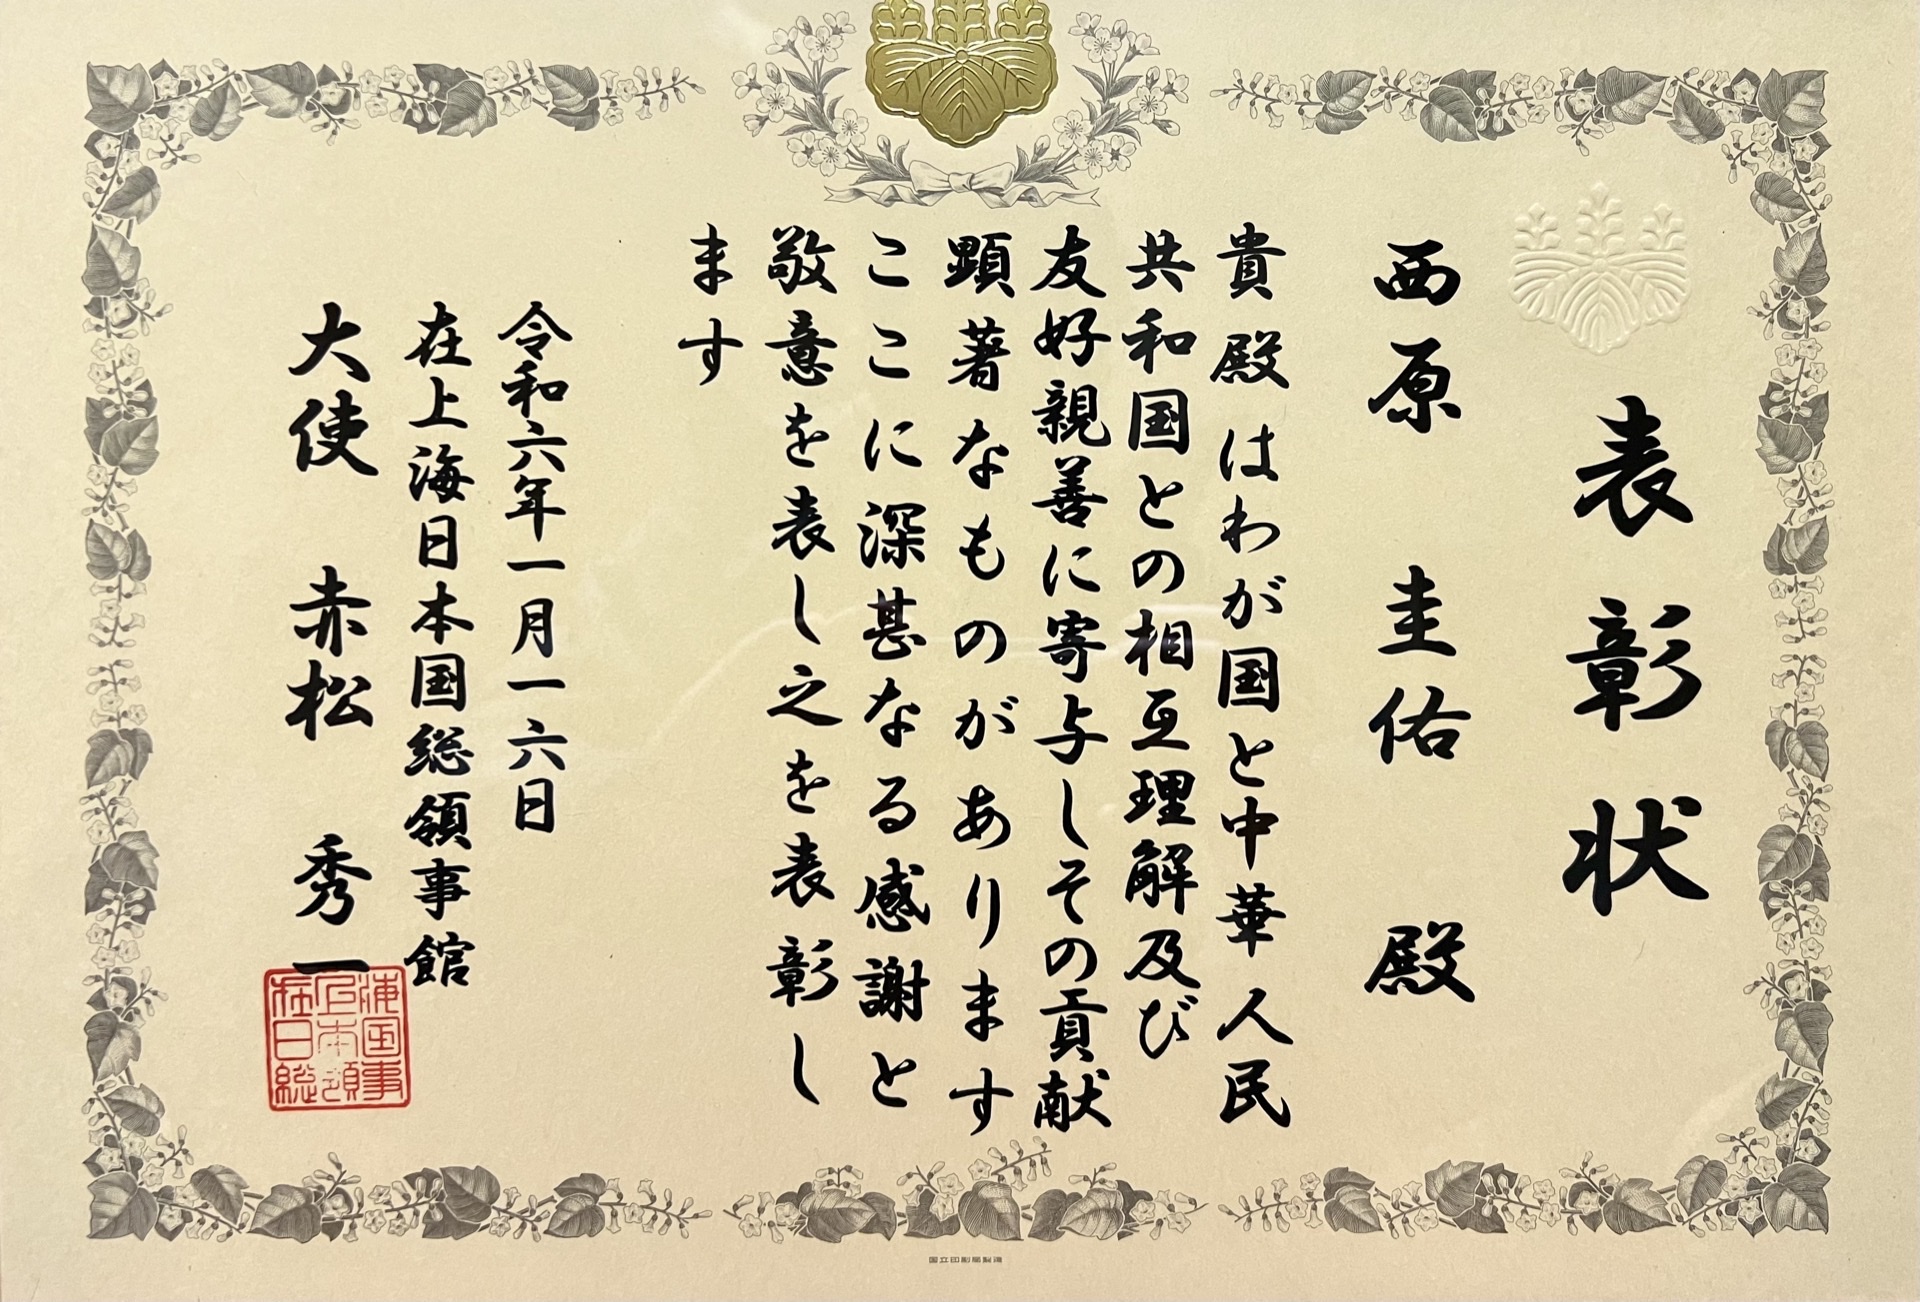 表彰状
西原 圭佑 殿
貴殿はわが国と中華人民
共和国との相互理解及び
友好親善に寄与しその貢献
顕著なものがあります
ここに深甚なる感謝と
敬意を表し之を表彰し
ます
令和六年一月一六日
在上海日本国総領事館
大使 赤松 秀一
在上海
日本国
総領事
国立印刷局製造